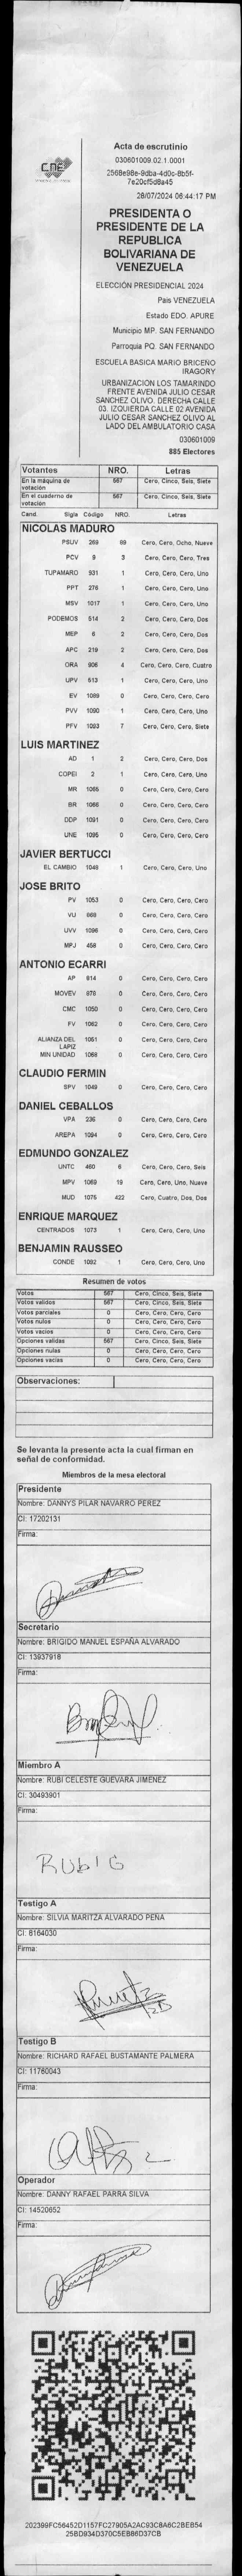 CNE
Acta de escrutinio
030601009.02.1.0001
2568e98e-9dba-4d0c-8b5f-
7e20cf5d8a45
28/07/2024 06:44:17 PM
PRESIDENTA O
PRESIDENTE DE LA
REPUBLICA
BOLIVARIANA DE
VENEZUELA
ELECCIÓN PRESIDENCIAL 2024
Pais VENEZUELA
Estado EDO. APURE
Municipio MP. SAN FERNANDO
Parroquia PQ. SAN FERNANDO
ESCUELA BASICA MARIO BRICEÑO
IRAGORY
URBANIZACION LOS TAMARINDO
FRENTE AVENIDA JULIO CESAR
SANCHEZ OLIVO. DERECHA CALLE
03. IZQUIERDA CALLE 02 AVENIDA
JULIO CESAR SANCHEZ OLIVO AL
LADO DEL AMBULATORIO CASA
030601009
885 Electores
Votantes NRO. Letras
En la máquina de votación 567 Cero, Cinco, Seis, Siete
En el cuaderno de votación 567 Cero, Cinco, Seis, Siete
Cand. Sigla Código NRO. Letras
NICOLAS MADURO
PSUV 269 89 Cero, Cero, Ocho, Nueve
PCV 9 3 Cero, Cero, Cero, Tres
TUPAMARO 931 1 Cero, Cero, Cero, Uno
PPT 276 1 Cero, Cero, Cero, Uno
MSV 1017 1 Cero, Cero, Cero, Uno
PODEMOS 514 2 Cero, Cero, Cero, Dos
MEP 6 2 Cero, Cero, Cero, Dos
APC 219 2 Cero, Cero, Cero, Dos
ORA 906 4 Cero, Cero, Cero, Cuatro
UPV 513 1 Cero, Cero, Cero, Uno
EV 1089 0 Cero, Cero, Cero, Cero
PVV 1090 1 Cero, Cero, Cero, Uno
PFV 1093 7 Cero, Cero, Cero, Siete
LUIS MARTINEZ
AD 1 2 Cero, Cero, Cero, Dos
COPEI 2 1 Cero, Cero, Cero, Uno
MR 1065 0 Cero, Cero, Cero, Cero
BR 1066 0 Cero, Cero, Cero, Cero
DDP 1091 0 Cero, Cero, Cero, Cero
UNE 1095 0 Cero, Cero, Cero, Cero
JAVIER BERTUCCI
EL CAMBIO 1048 1 Cero, Cero, Cero, Uno
JOSE BRITO
PV 1053 0 Cero, Cero, Cero, Cero
VU 0 Cero, Cero, Cero, Cero
UVV 1096 0 Cero, Cero, Cero, Cero
MPJ 458 0 Cero, Cero, Cero, Cero
ANTONIO ECARRI
AP 914 0 Cero, Cero, Cero, Cero
MOVEV 979 0 Cero, Cero, Cero, Cero
CMC 1050 0 Cero, Cero, Cero, Cero
FV 1062 0 Cero, Cero, Cero, Cero
ALIANZA DEL LAPIZ 1061 0 Cero, Cero, Cero, Cero
MIN UNIDAD 1068 0 Cero, Cero, Cero, Cero
CLAUDIO FERMIN
SPV 1049 0 Cero, Cero, Cero, Cero
DANIEL CEBALLOS
VPA 236 0 Cero, Cero, Cero, Cero
AREPA 1094 0 Cero, Cero, Cero, Cero
EDMUNDO GONZALEZ
UNTC 460 6 Cero, Cero, Cero, Seis
MPV 1069 19 Cero, Cero, Uno, Nueve
MUD 1076 422 Cero, Cuatro, Dos, Dos
ENRIQUE MARQUEZ
CENTRADOS 1073 1 Cero, Cero, Cero, Uno
BENJAMIN RAUSSEO
CONDE 1092 1 Cero, Cero, Cero, Uno
Resumen de votos
Votos 567 Cero, Cinco, Seis, Siete
Votos validos 567 Cero, Cinco, Seis, Siete
Votos parciales 0 Cero, Cero, Cero, Cero
Votos nulos 0 Cero, Cero, Cero, Cero
Votos vacios 0 Cero, Cero, Cero, Cero
Opciones validas 567 Cero, Cinco, Seis, Siete
Opciones nulas 0 Cero, Cero, Cero, Cero
Opciones vacias 0 Cero, Cero, Cero, Cero
Observaciones:
Se levanta la presente acta la cual firman en
señal de conformidad.
Miembros de la mesa electoral
Presidente
Nombre: DANNYS PILAR NAVARRO PEREZ
CI: 17202131
Firma:
Secretario
Nombre: BRIGIDO MANUEL ESPAÑA ALVARADO
CI: 13937918
Firma:
Miembro A
Nombre: RUBI CELESTE GUEVARA JIMENEZ
CI: 30493901
Firma:
RUbi G
Testigo A
Nombre: SILVIA MARITZA ALVARADO PEÑA
CI: 8164030
Firma:
Testigo B
Nombre: RICHARD RAFAEL BUSTAMANTE PALMERA
CI: 11760043
Firma:
Operador
Nombre: DANNY RAFAEL PARRA SILVA
CI: 14520652
Firma:
202399FC56452D1157FC27905A2AC93C8A6C2BEB54
25BD934D370C5EB86D37CB